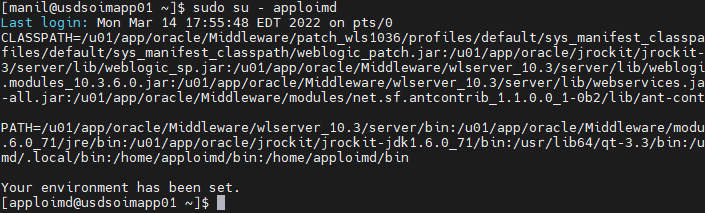 [manil@usdsoimapp01 ~]$ sudo su - apploimd
Last login: Mon Mar 14 17:55:48 EDT 2022 on pts/0
CLASSPATH=/u01/app/oracle/Middleware/patch_wls1036/profiles/default/sys_manifest_classpa
files/default/sys_manifest_classpath/weblogic_patch.jar:/u01/app/oracle/jrockit/jrockit-
3/server/lib/weblogic_sp.jar:/u01/app/oracle/Middleware/wlserver_10.3/server/lib/weblogi
.modules_10.3.6.0.jar:/u01/app/oracle/Middleware/wlserver_10.3/server/lib/webservices.ja
-all.jar:/u01/app/oracle/Middleware/modules/net.sf.antcontrib_1.1.0.0_1-0b2/lib/ant-cont
PATH=/u01/app/oracle/Middleware/wlserver_10.3/server/bin:/u01/app/oracle/Middleware/modu
.6.0_71/jre/bin:/u01/app/oracle/jrockit/jrockit-jdk1.6.0_71/bin:/usr/lib64/qt-3.3/bin:/u
md/.local/bin:/home/apploimd/bin:/home/apploimd/bin
Your environment has been set.
[apploimd@usdsoimapp01 ~]$